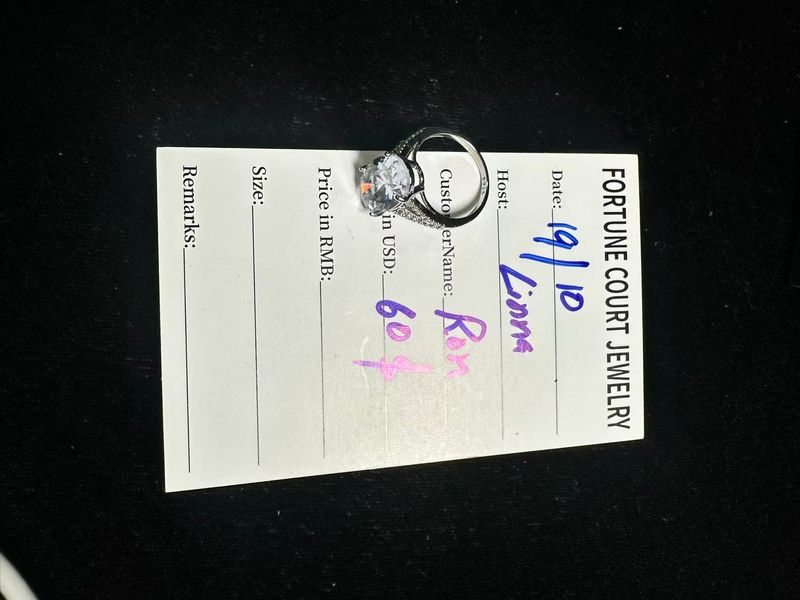 FORTUNE COURT JEWELRY
Date: 19/10
Host: Linna
CustomerName: Ron
in USD: 60 $
Price in RMB:
Size:
Remarks: